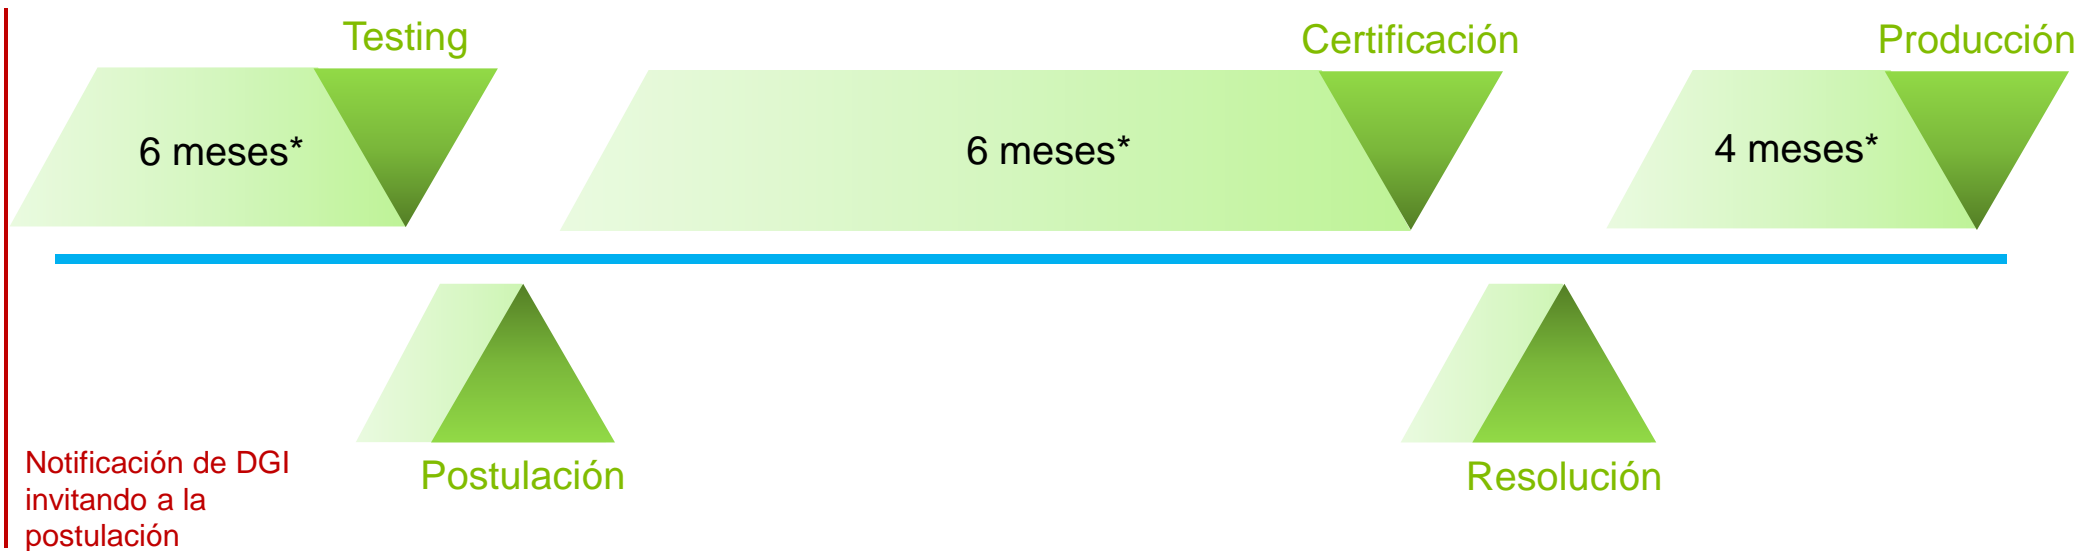 Testing
Certificación
Producción
6 meses*
6 meses*
4 meses*
Notificación de DGI
invitando a la
postulación
Postulación
Resolución